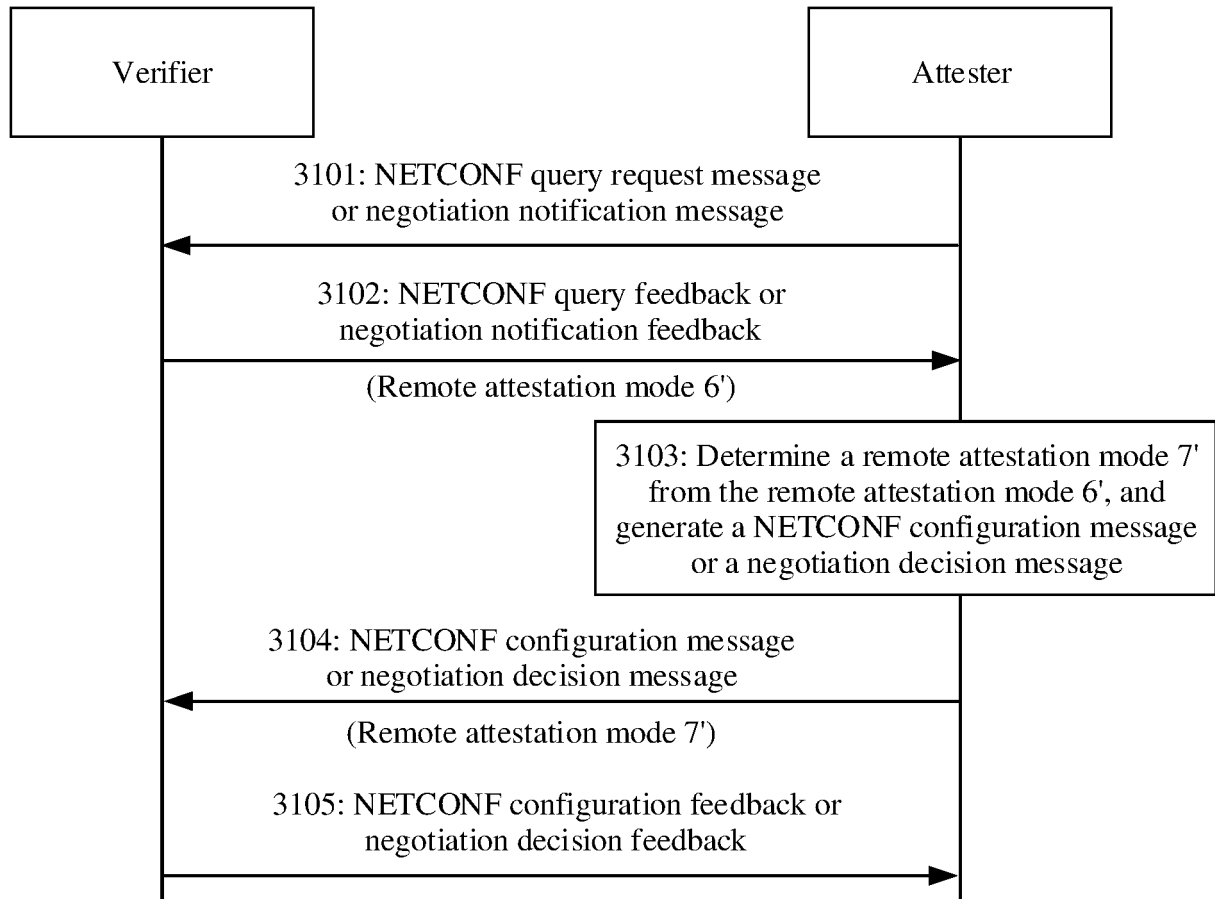 Verifier
Attester
3101: NETCONF query request message
or negotiation notification message
3102: NETCONF query feedback or
negotiation notification feedback
(Remote attestation mode 6')
3103: Determine a remote attestation mode 7'
from the remote attestation mode 6', and
generate a NETCONF configuration message
or a negotiation decision message
3104: NETCONF configuration message
or negotiation decision message
(Remote attestation mode 7')
3105: NETCONF configuration feedback or
negotiation decision feedback